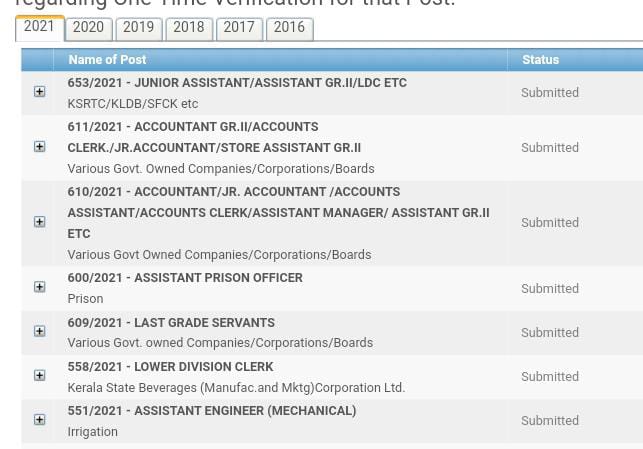 regarding One Time Verification for that Post.
2021 2020 2019 2018 2017 2016
Name of Post Status
653/2021 - JUNIOR ASSISTANT/ASSISTANT GR.II/LDC ETC
KSRTC/KLDB/SFCK etc
Submitted
611/2021 - ACCOUNTANT GR.II/ACCOUNTS
CLERK./JR.ACCOUNTANT/STORE ASSISTANT GR.II
Various Govt. Owned Companies/Corporations/Boards
Submitted
610/2021 - ACCOUNTANT/JR. ACCOUNTANT /ACCOUNTS
ASSISTANT/ACCOUNTS CLERK/ASSISTANT MANAGER/ ASSISTANT GR.II
ETC
Various Govt Owned Companies/Corporations/Boards
Submitted
600/2021 - ASSISTANT PRISON OFFICER
Prison
Submitted
609/2021 - LAST GRADE SERVANTS
Various Govt. owned Companies/Corporations/Boards
Submitted
558/2021 - LOWER DIVISION CLERK
Kerala State Beverages (Manufac.and Mktg)Corporation Ltd.
Submitted
551/2021 - ASSISTANT ENGINEER (MECHANICAL)
Irrigation
Submitted